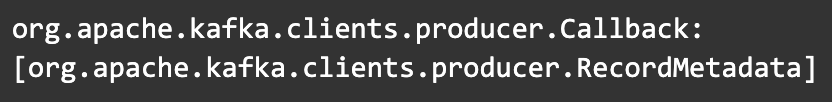 org.apache.kafka.clients.producer.Callback:
[org.apache.kafka.clients.producer.RecordMetadata]